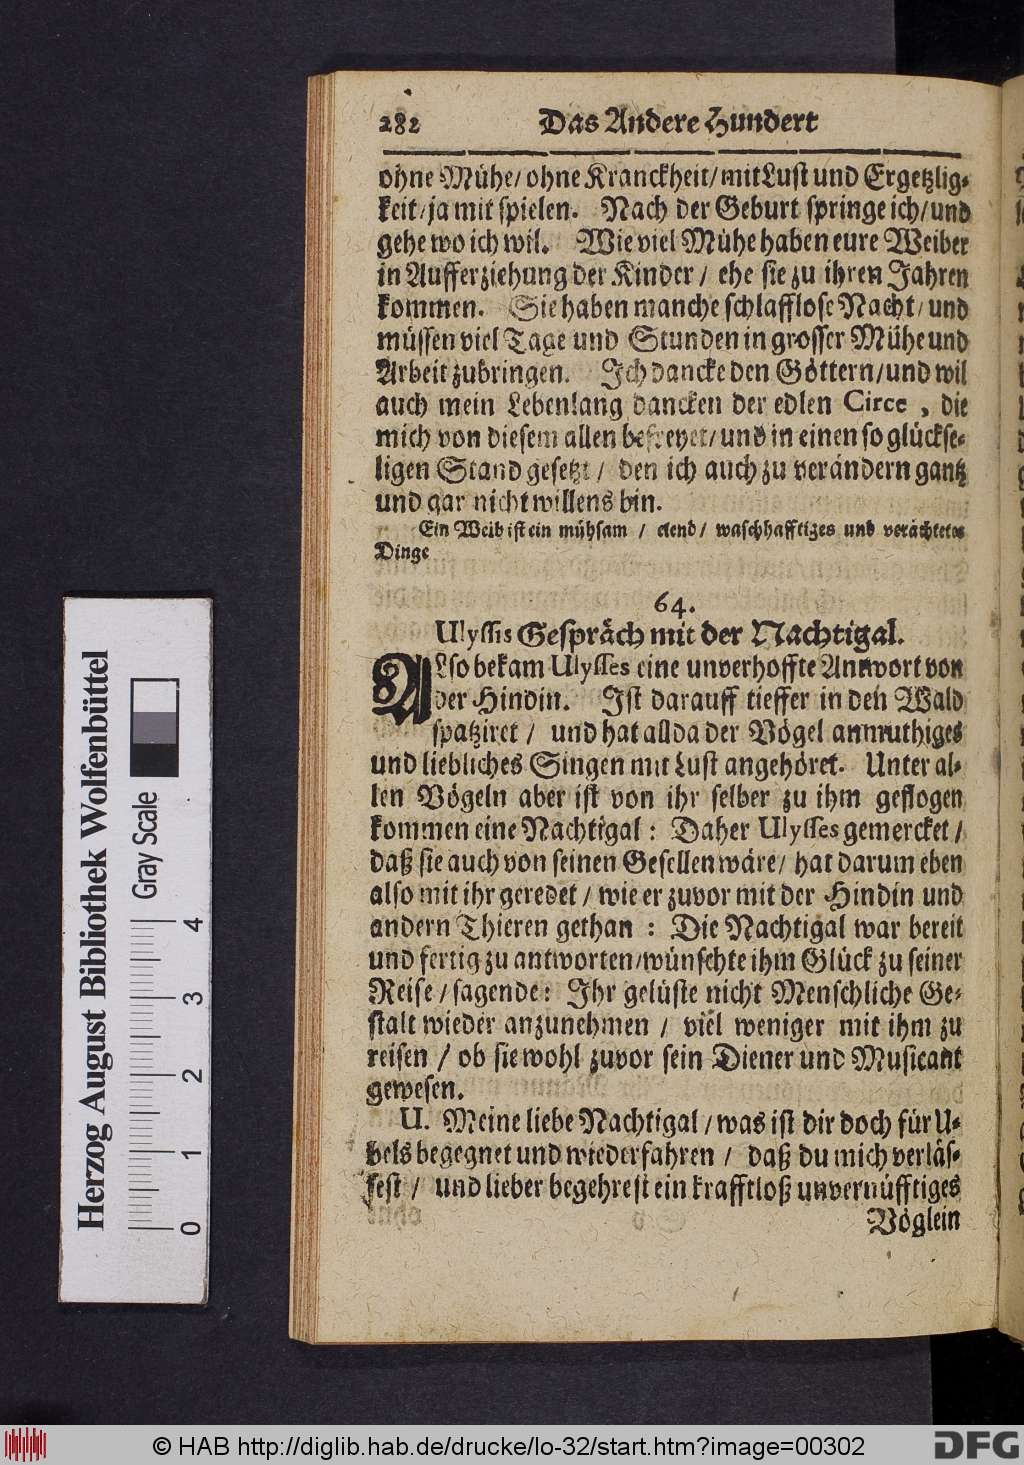 282 Das Andere Hundert
ohne Mühe/ ohne Kranckheit/ mit Lust und Ergetzlig-
keit/ ja mit spielen. Nach der Geburt springe ich/ und
gehe wo ich wil. Wie viel Mühe haben eure Weiber
in Aufferziehung der Kinder/ ehe sie zu ihren Jahren
kommen. Sie haben manche schlafflose Nacht/ und
müssen viel Tage und Stunden in grosser Mühe und
Arbeit zubringen. Ich dancke den Göttern/ und wil
auch mein Lebenlang dancken der edlen Circe, die
mich von diesem allen befreyet/ und in einen so glückse-
ligen Stand gesetzt/ den ich auch zu verändern gantz
und gar nicht willens bin.
Ein Weib ist ein mühsam/ elend/ waschhafftiges und verachtetes
Dinge
64.
Ulyssis Gespräch mit der Nachtigal.
ALso bekam Ulysses eine unverhoffte Antwort von
der Hindin. Ist darauff tieffer in den Wald
spatziret/ und hat allda der Vögel anmuthiges
und liebliches Singen mit Lust angehöret. Unter al-
len Vögeln aber ist von ihr selber zu ihm geflogen
kommen eine Nachtigal: Daher Ulysses gemercket/
daß sie auch von seinen Gesellen wäre/ hat darum eben
also mit ihr geredet/ wie er zuvor mit der Hindin und
andern Thieren gethan: Die Nachtigal war bereit
und fertig zu antworten/ wünschte ihm Glück zu seiner
Reise/ sagende: Ihr gelüste nicht Menschliche Ge-
stalt wieder anzunehmen/ viel weniger mit ihm zu
reisen/ ob sie wohl zuvor sein Diener und Musicant
gewesen.
U. Meine liebe Nachtigal/ was ist dir doch für U-
bels begegnet und wiederfahren/ daß du mich verläs-
sest/ und lieber begehrest ein krafftloß unvernüfftiges
Vöglein
Herzog August Bibliothek Wolfenbüttel
Gray Scale
0 1 2 3 4
© HAB http://diglib.hab.de/drucke/lo-32/start.htm?image=00302
DFG